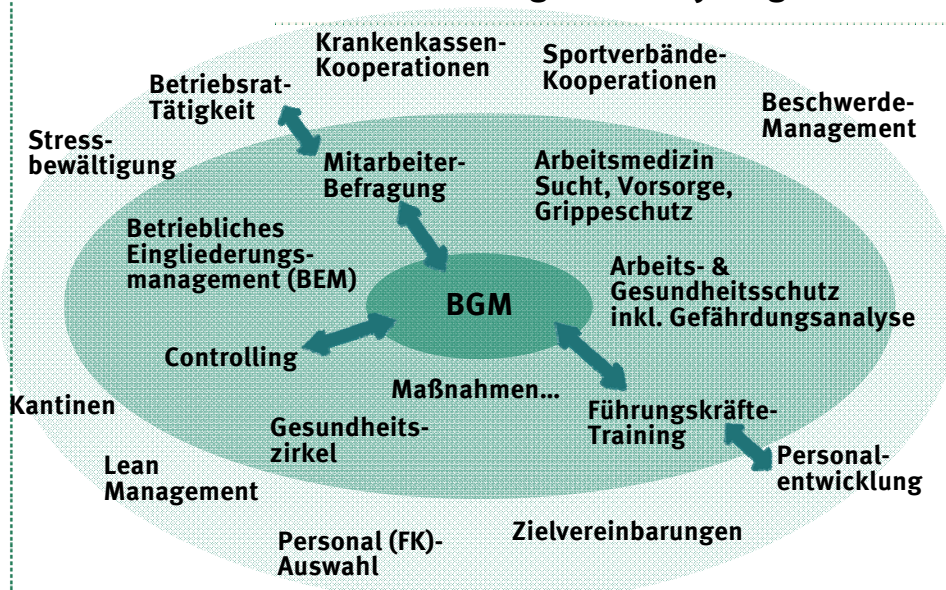 Krankenkassen-
Kooperationen
Sportverbände-
Kooperationen
Betriebsrat-
Tätigkeit
Beschwerde-
Management
Stress-
bewältigung
Mitarbeiter-
Befragung
Arbeitsmedizin
Sucht, Vorsorge,
Grippeschutz
Betriebliches
Eingliederungs-
management (BEM)
Arbeits- &
Gesundheitsschutz
inkl. Gefährdungsanalyse
BGM
Controlling
Maßnahmen...
Kantinen
Gesundheits-
zirkel
Führungskräfte-
Training
Lean
Management
Personal-
entwicklung
Personal (FK)-
Auswahl
Zielvereinbarungen